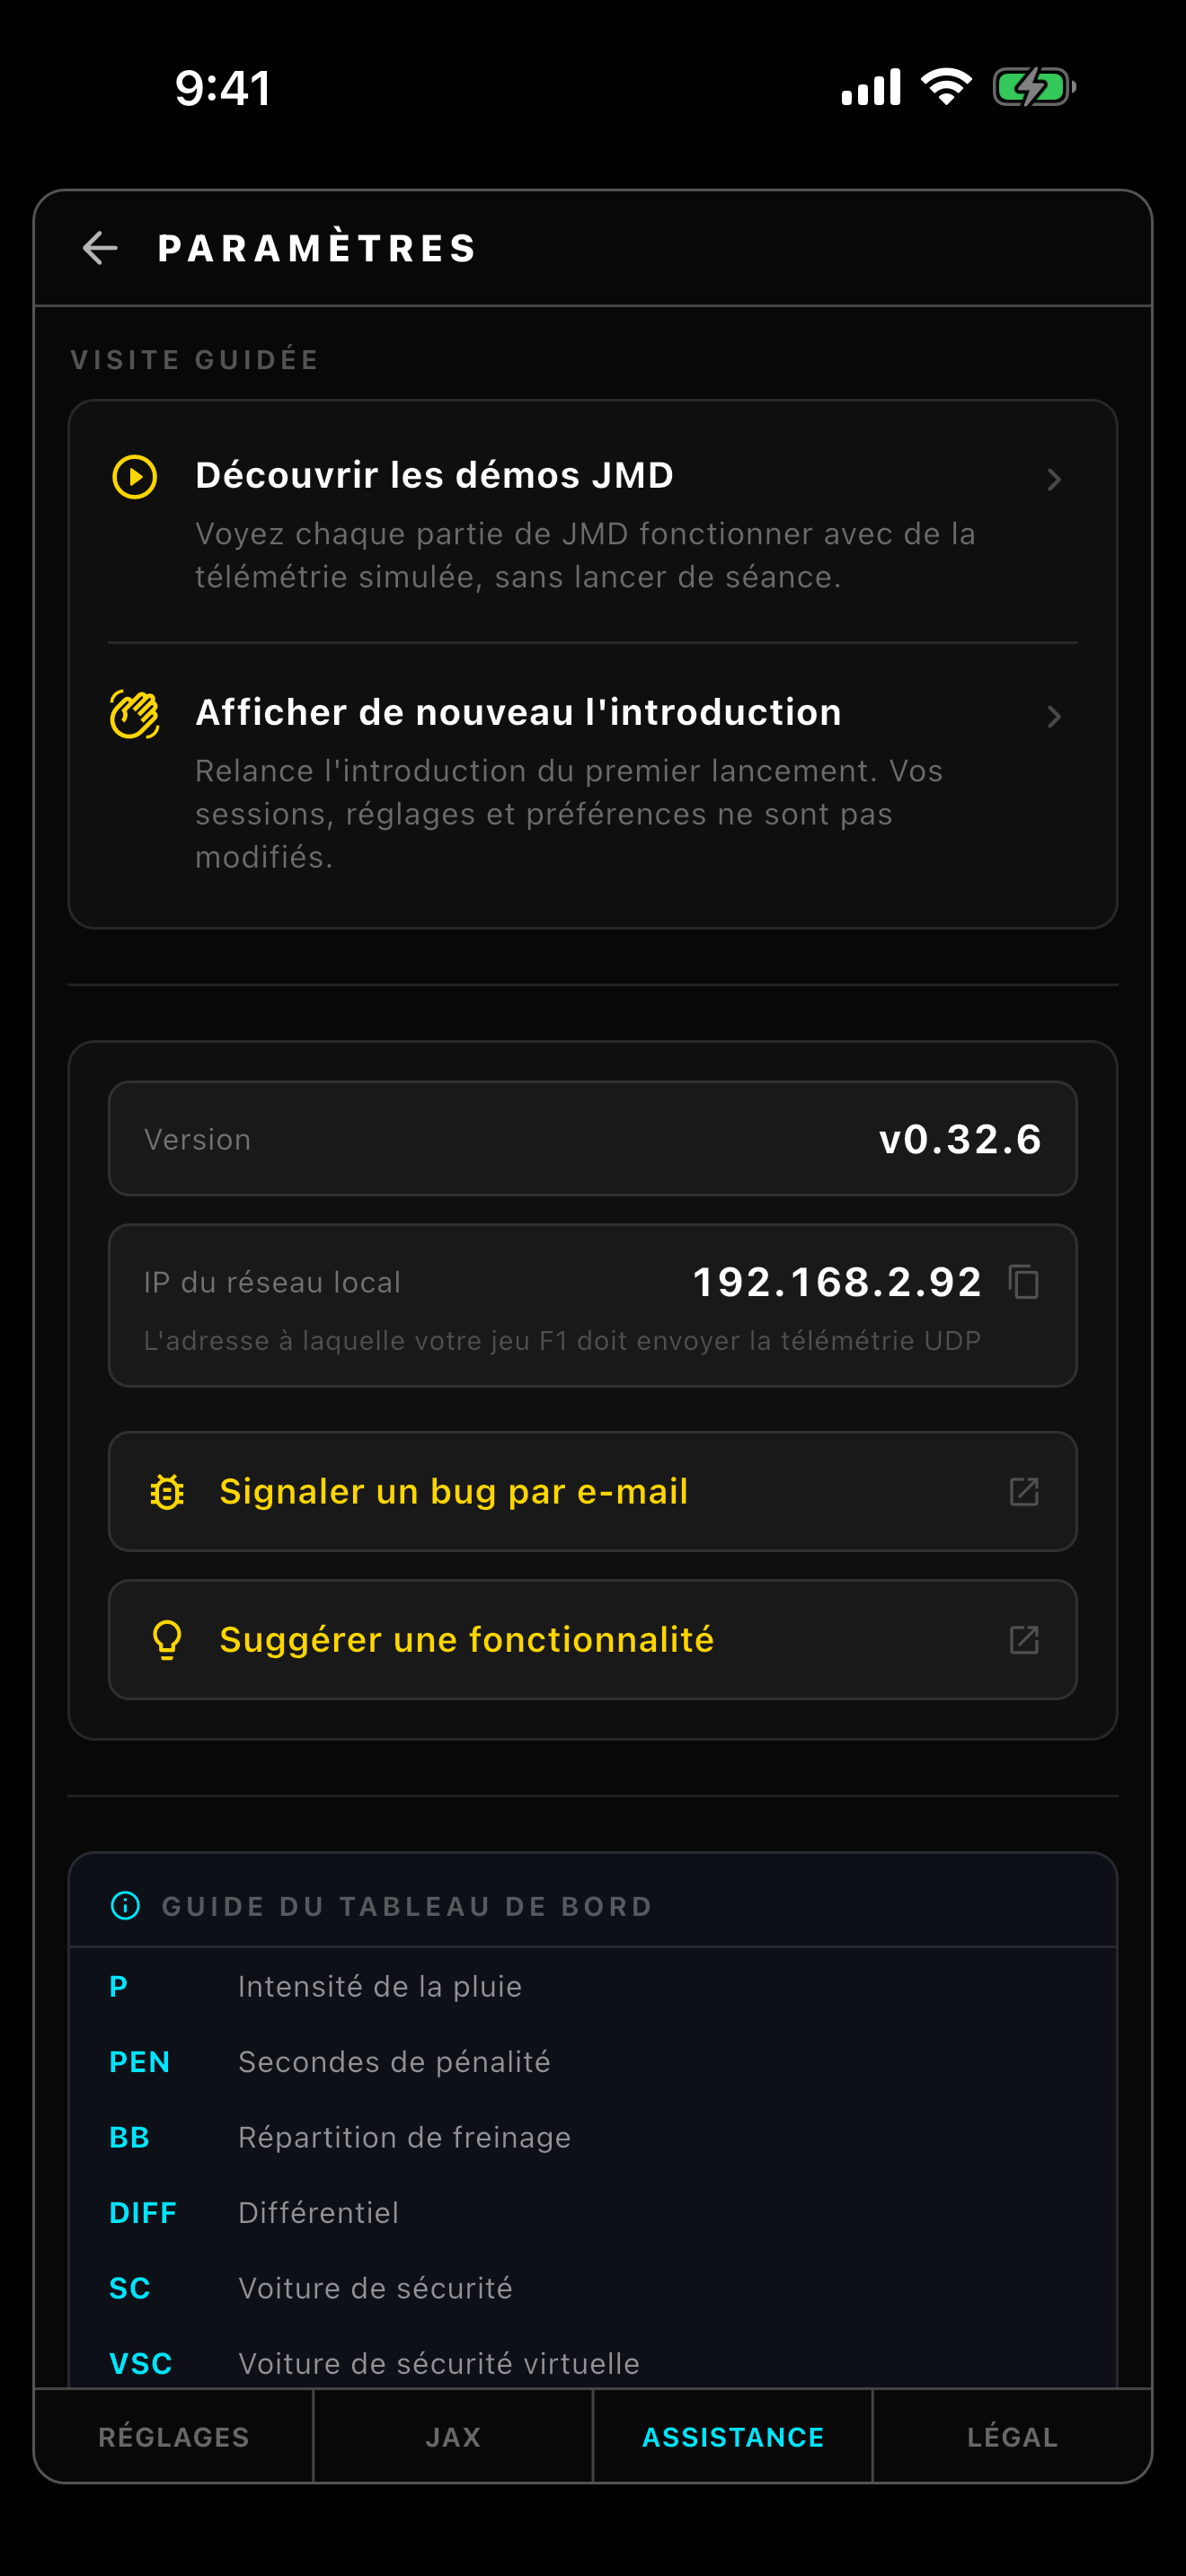 9:41
PARAMÈTRES
VISITE GUIDÉE
Découvrir les démos JMD
Voyez chaque partie de JMD fonctionner avec de la
télémétrie simulée, sans lancer de séance.
Afficher de nouveau l'introduction
Relance l'introduction du premier lancement. Vos
sessions, réglages et préférences ne sont pas
modifiés.
Version v0.32.6
IP du réseau local 192.168.2.92
L'adresse à laquelle votre jeu F1 doit envoyer la télémétrie UDP
Signaler un bug par e-mail
Suggérer une fonctionnalité
GUIDE DU TABLEAU DE BORD
P Intensité de la pluie
PEN Secondes de pénalité
BB Répartition de freinage
DIFF Différentiel
SC Voiture de sécurité
VSC Voiture de sécurité virtuelle
RÉGLAGES JAX ASSISTANCE LÉGAL